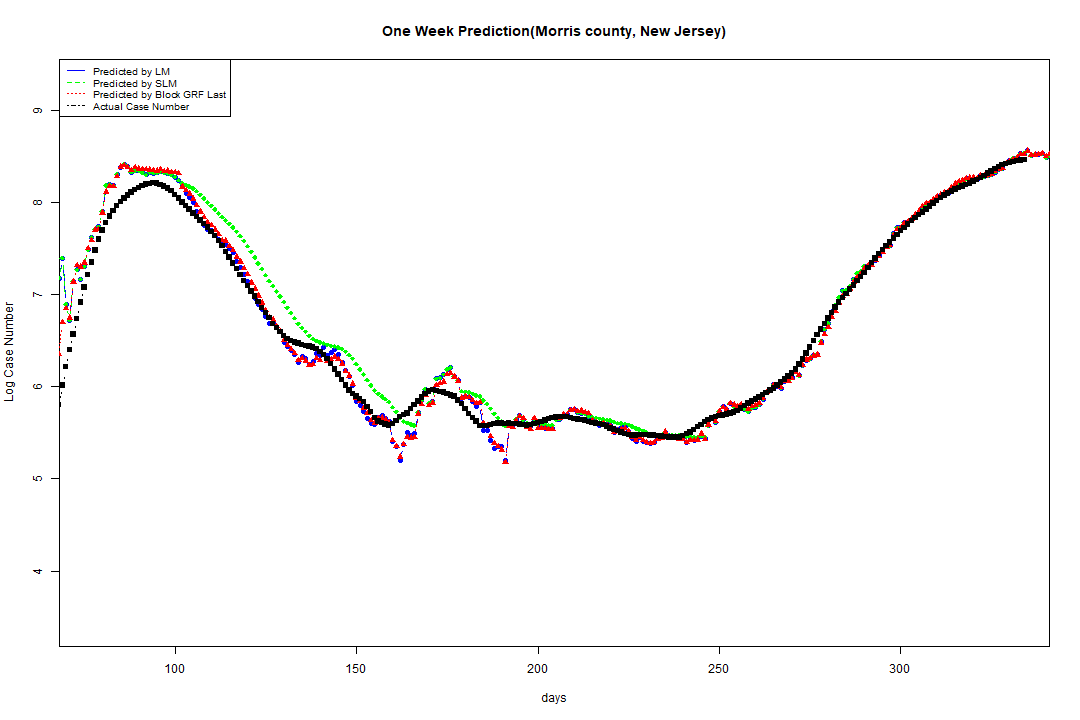 One Week Prediction(Morris county, New Jersey)
Predicted by LM
Predicted by SLM
Predicted by Block GRF Last
Actual Case Number
Log Case Number
9
8
7
6
5
4
100 150 200 250 300
days